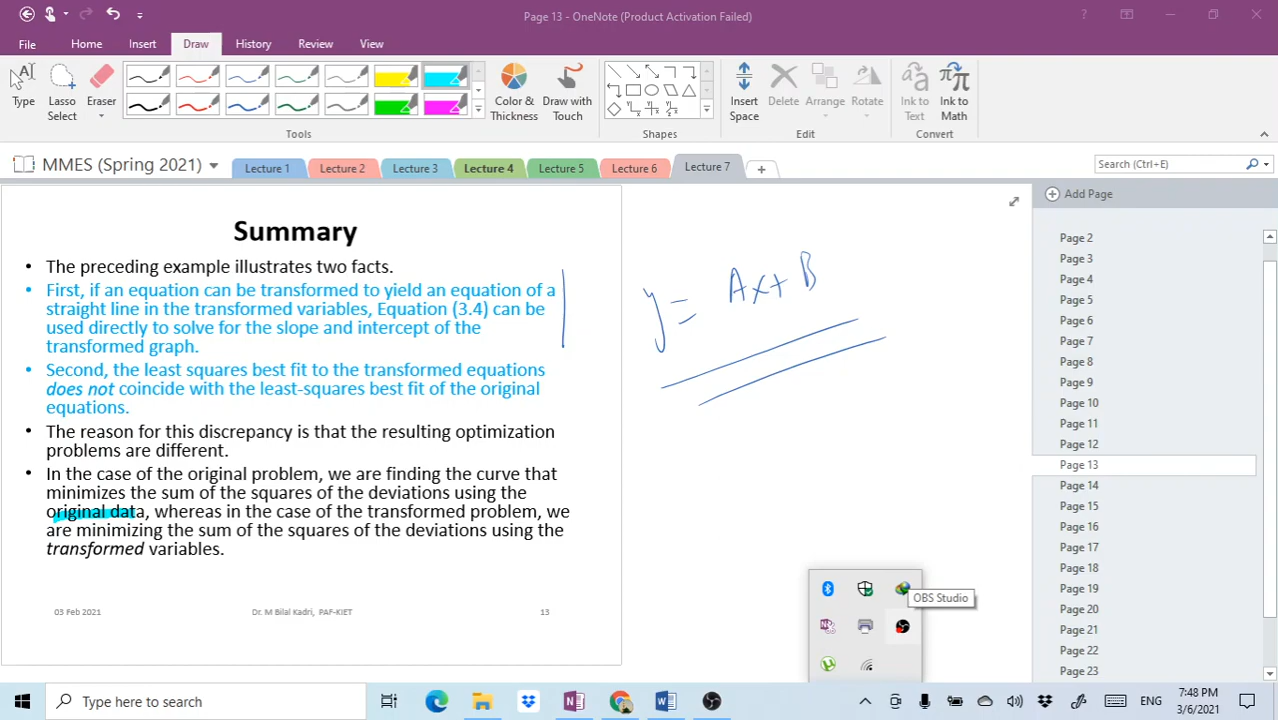 Page 13 - OneNote (Product Activation Failed)
?
File Home Insert Draw History Review View
Type
Lasso Select
Eraser
Color & Thickness
Draw with Touch
Insert Space
Delete
Arrange
Rotate
Ink to Text
Ink to Math
Tools
Shapes
Edit
Convert
MMES (Spring 2021)
Lecture 1
Lecture 2
Lecture 3
Lecture 4
Lecture 5
Lecture 6
Lecture 7
Search (Ctrl+E)
Summary
• The preceding example illustrates two facts.
• First, if an equation can be transformed to yield an equation of a
straight line in the transformed variables, Equation (3.4) can be
used directly to solve for the slope and intercept of the
transformed graph.
• Second, the least squares best fit to the transformed equations
does not coincide with the least-squares best fit of the original
equations.
• The reason for this discrepancy is that the resulting optimization
problems are different.
• In the case of the original problem, we are finding the curve that
minimizes the sum of the squares of the deviations using the
original data, whereas in the case of the transformed problem, we
are minimizing the sum of the squares of the deviations using the
transformed variables.
03 Feb 2021
Dr. M Bilal Kadri, PAF-KIET
13
y = Ax+ B
Add Page
Page 2
Page 3
Page 4
Page 5
Page 6
Page 7
Page 8
Page 9
Page 10
Page 11
Page 12
Page 13
Page 14
Page 15
Page 16
Page 17
Page 18
Page 19
Page 20
Page 21
Page 22
Page 23
OBS Studio
Type here to search
ENG
7:48 PM
3/6/2021